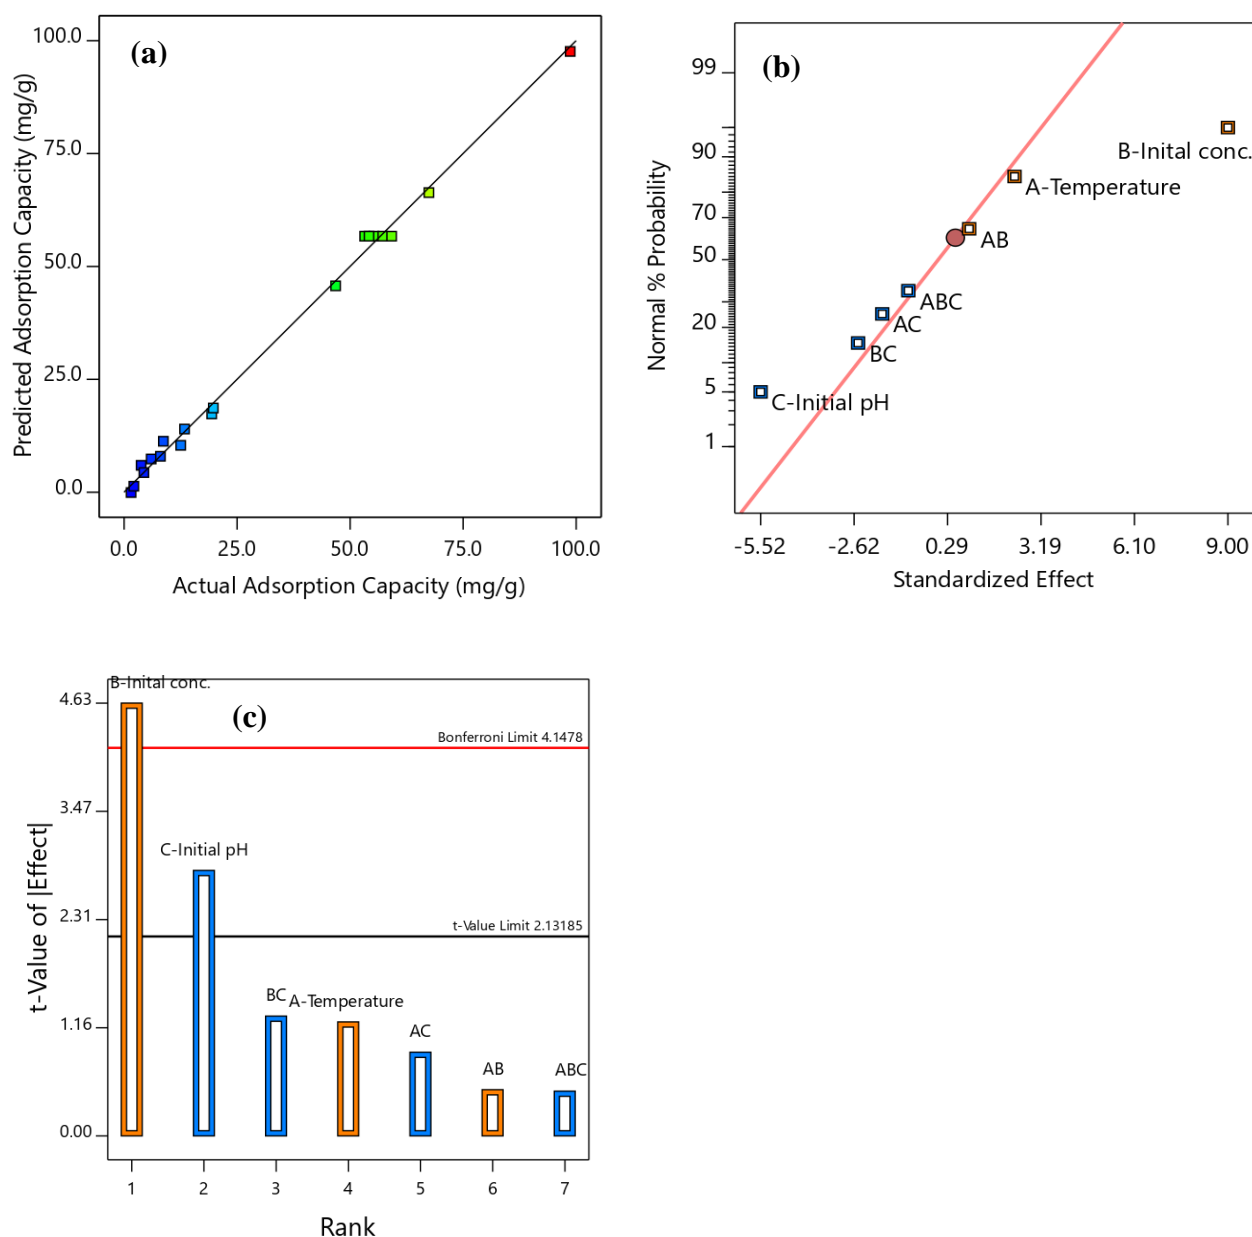 (a)
Predicted Adsorption Capacity (mg/g)
100.0
75.0
50.0
25.0
0.0
0.0 25.0 50.0 75.0 100.0
Actual Adsorption Capacity (mg/g)
(b)
Normal % Probability
99
90
70
50
20
5
1
B-Inital conc.
A-Temperature
AB
ABC
AC
BC
C-Initial pH
-5.52 -2.62 0.29 3.19 6.10 9.00
Standardized Effect
(c)
t-Value of |Effect|
4.63
3.47
2.31
1.16
0.00
B-Inital conc.
Bonferroni Limit 4.1478
C-Initial pH
t-Value Limit 2.13185
BC A-Temperature
AC
AB ABC
1 2 3 4 5 6 7
Rank